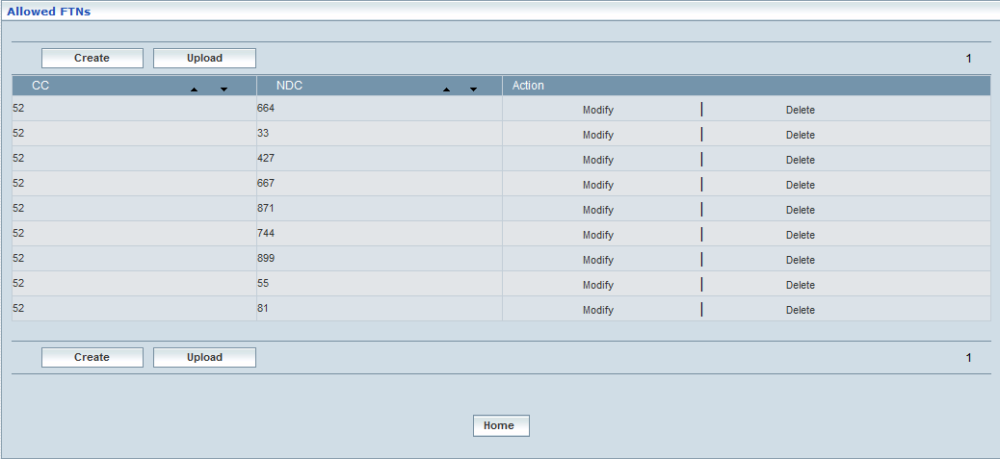 Allowed FTNs
Create Upload 1
CC NDC Action
52 664 Modify | Delete
52 33 Modify | Delete
52 427 Modify | Delete
52 667 Modify | Delete
52 871 Modify | Delete
52 744 Modify | Delete
52 899 Modify | Delete
52 55 Modify | Delete
52 81 Modify | Delete
Create Upload 1
Home